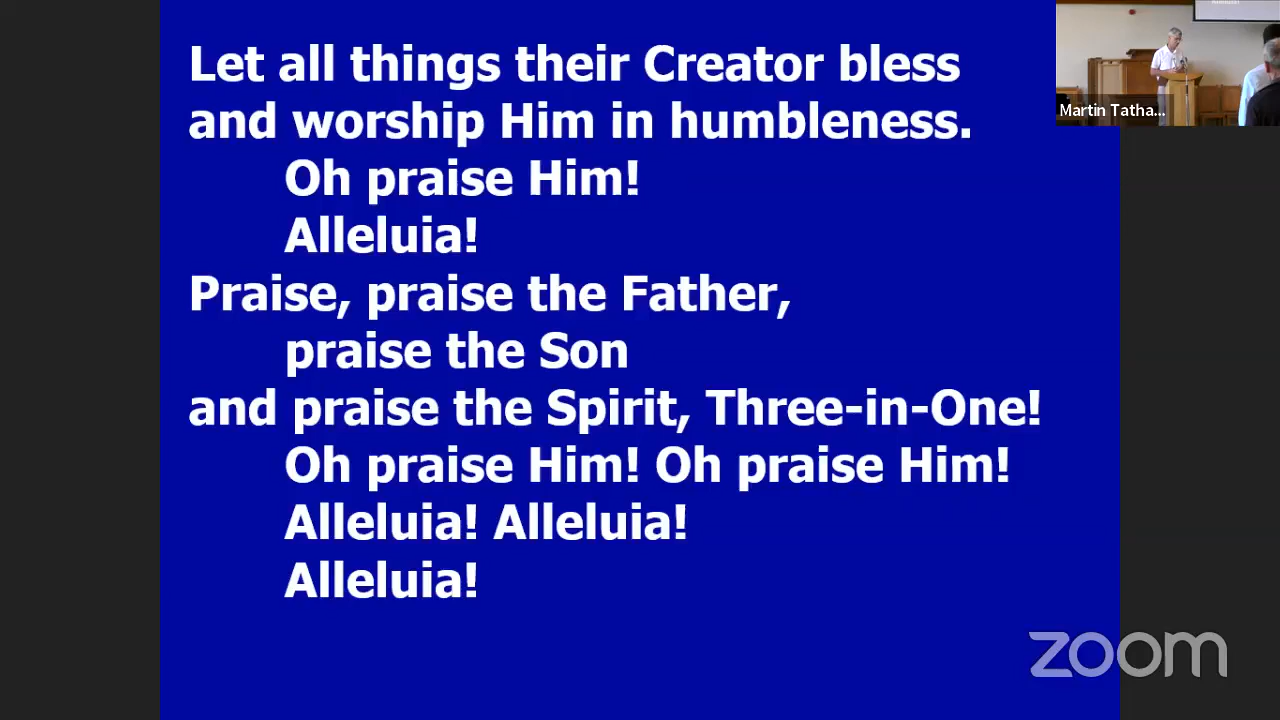 Let all things their Creator bless
and worship Him in humbleness.
Oh praise Him!
Alleluia!
Praise, praise the Father,
praise the Son
and praise the Spirit, Three-in-One!
Oh praise Him! Oh praise Him!
Alleluia! Alleluia!
Alleluia!
Martin Tatha...
zoom